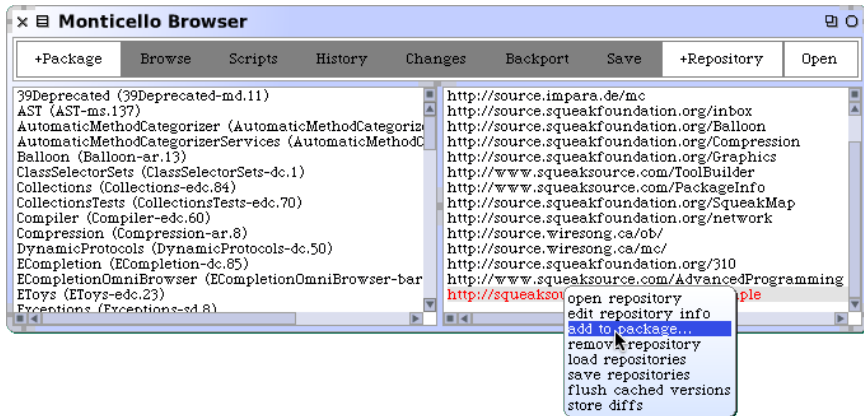 Monticello Browser
+Package Browse Scripts History Changes Backport Save +Repository Open
39Deprecated (39Deprecated-md.11)
AST (AST-ms.137)
AutomaticMethodCategorizer (AutomaticMethodCategorize
AutomaticMethodCategorizerServices (AutomaticMethodC
Balloon (Balloon-ar.13)
ClassSelectorSets (ClassSelectorSets-dc.1)
Collections (Collections-edc.84)
CollectionsTests (CollectionsTests-edc.70)
Compiler (Compiler-edc.60)
Compression (Compression-ar.8)
DynamicProtocols (DynamicProtocols-dc.50)
ECompletion (ECompletion-dc.85)
ECompletionOmniBrowser (ECompletionOmniBrowser-bar
EToys (EToys-edc.23)
Exceptions (Exceptions-sd.8)
http://source.impara.de/mc
http://source.squeakfoundation.org/inbox
http://source.squeakfoundation.org/Balloon
http://source.squeakfoundation.org/Compression
http://source.squeakfoundation.org/Graphics
http://www.squeaksource.com/ToolBuilder
http://www.squeaksource.com/PackageInfo
http://source.squeakfoundation.org/SqueakMap
http://source.squeakfoundation.org/network
http://source.wiresong.ca/ob/
http://source.wiresong.ca/mc/
http://source.squeakfoundation.org/310
http://www.squeaksource.com/AdvancedProgramming
http://squeaksou ple
open repository
edit repository info
add to package...
remove repository
load repositories
save repositories
flush cached versions
store diffs